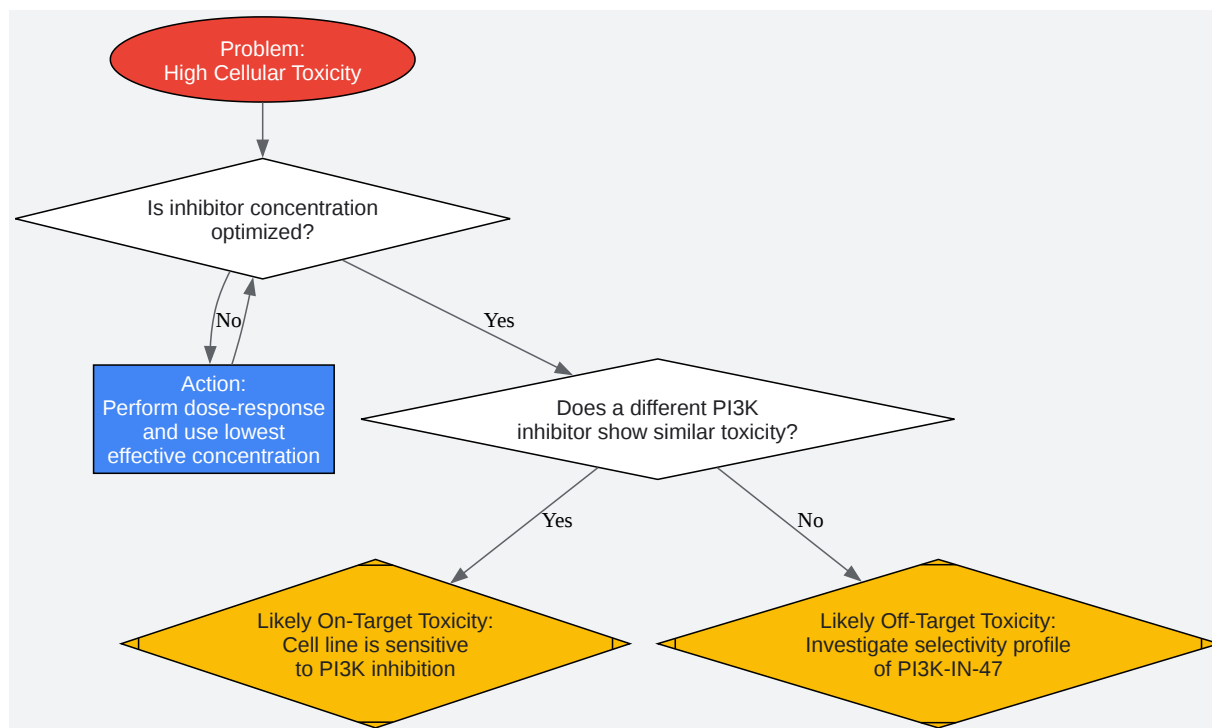 Problem:
High Cellular Toxicity
Is inhibitor concentration
optimized?
No
Yes
Action:
Perform dose-response
and use lowest
effective concentration
Does a different PI3K
inhibitor show similar toxicity?
Yes
No
Likely On-Target Toxicity:
Cell line is sensitive
to PI3K inhibition
Likely Off-Target Toxicity:
Investigate selectivity profile
of PI3K-IN-47